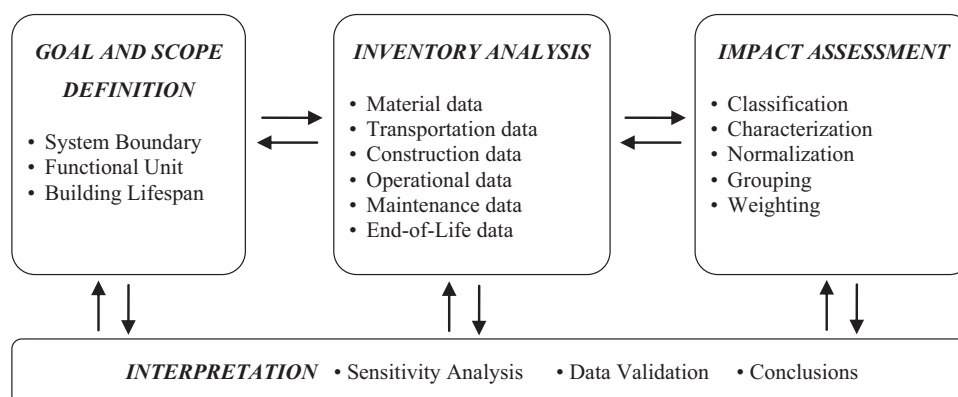 GOAL AND SCOPE
DEFINITION
• System Boundary
• Functional Unit
• Building Lifespan
INVENTORY ANALYSIS
• Material data
• Transportation data
• Construction data
• Operational data
• Maintenance data
• End-of-Life data
IMPACT ASSESSMENT
• Classification
• Characterization
• Normalization
• Grouping
• Weighting
INTERPRETATION • Sensitivity Analysis • Data Validation • Conclusions